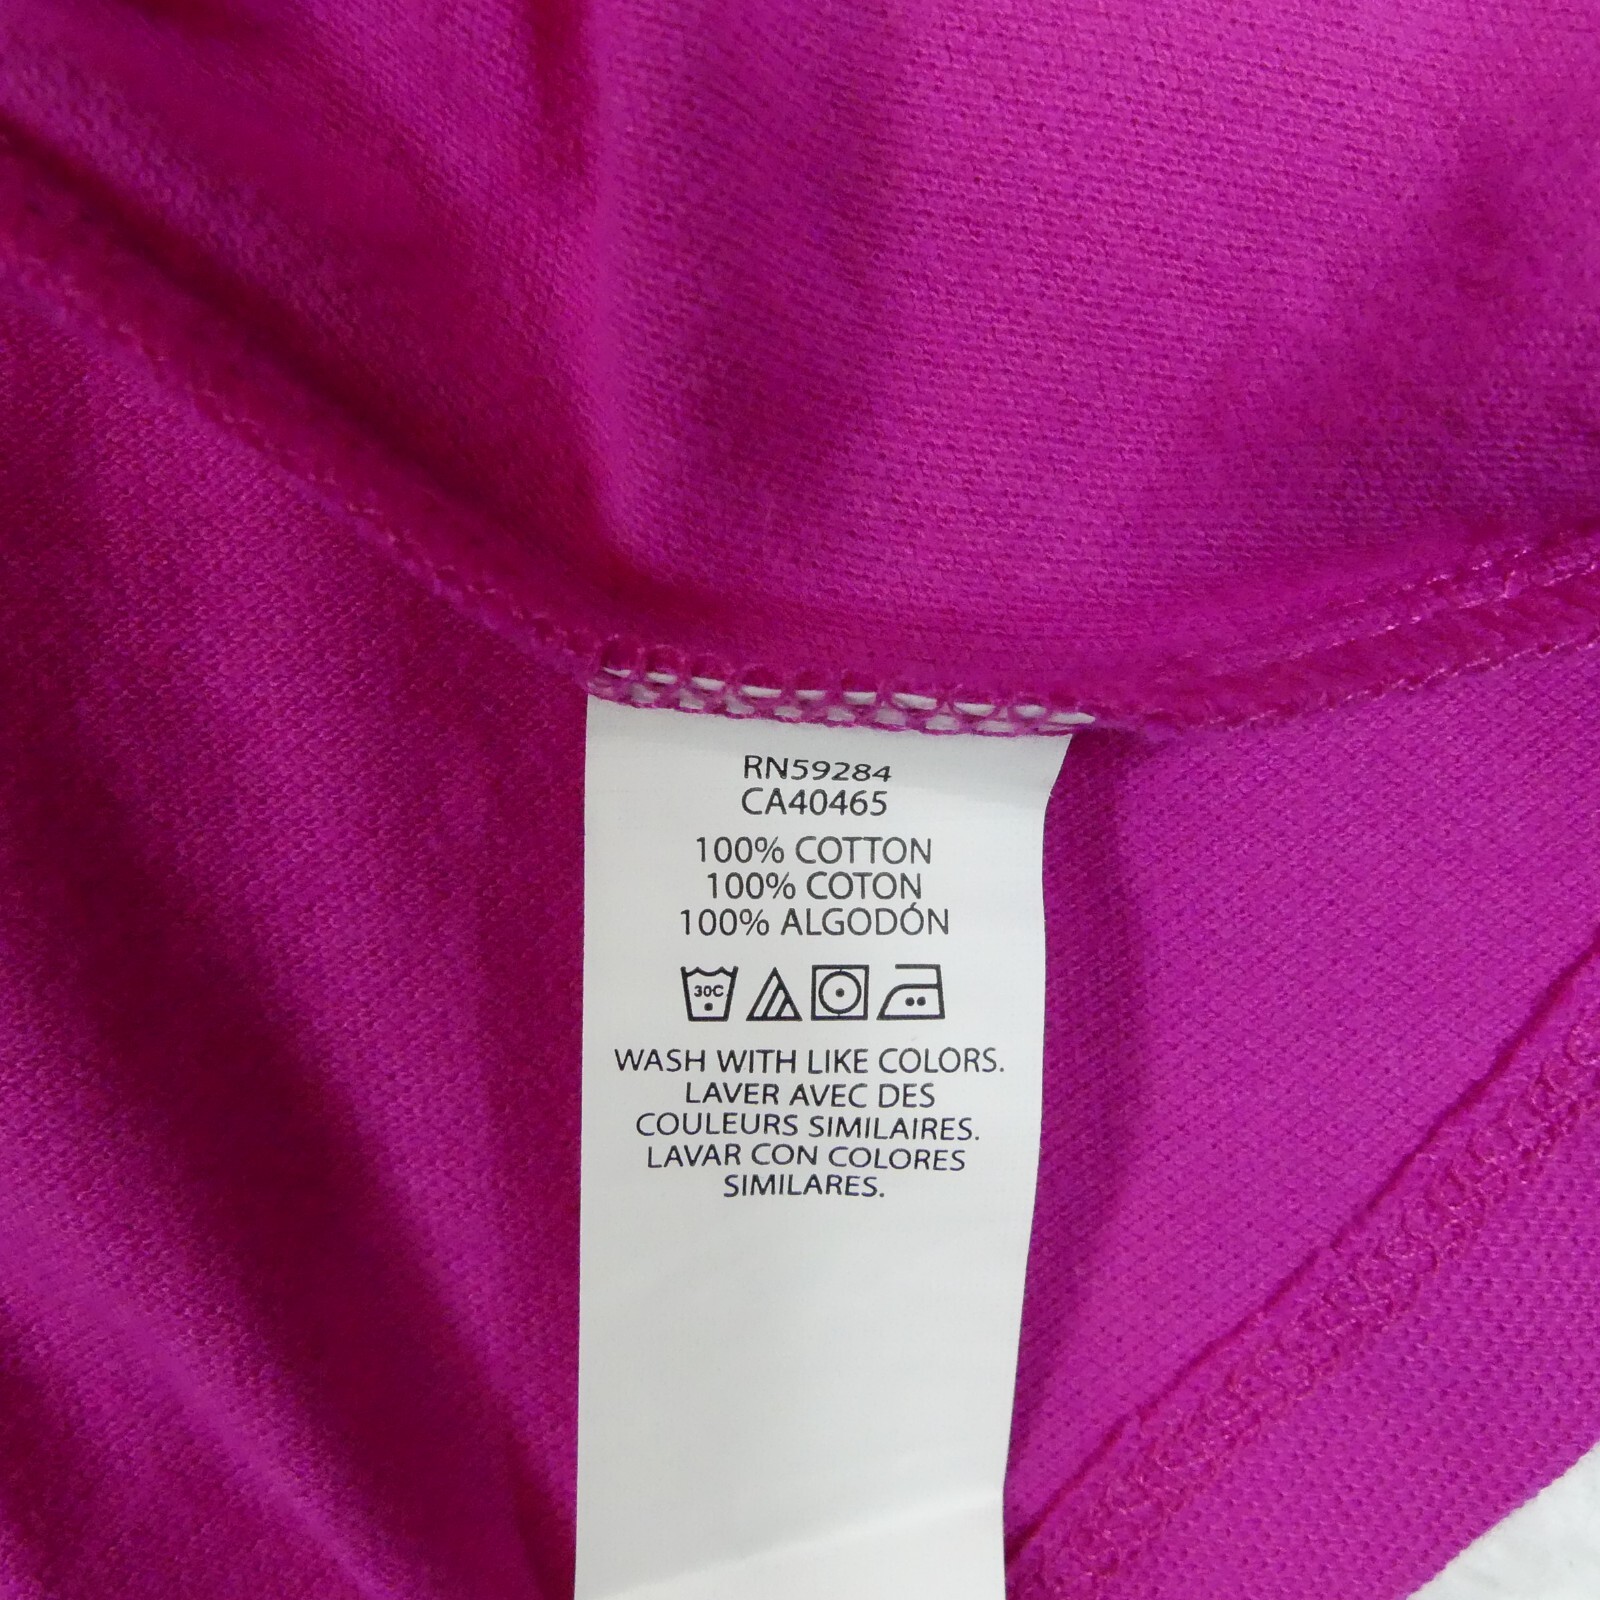 RN59284
CA40465
100% COTTON
100% COTON
100% ALGODÓN
30C
WASH WITH LIKE COLORS.
LAVER AVEC DES
COULEURS SIMILAIRES.
LAVAR CON COLORES
SIMILARES.